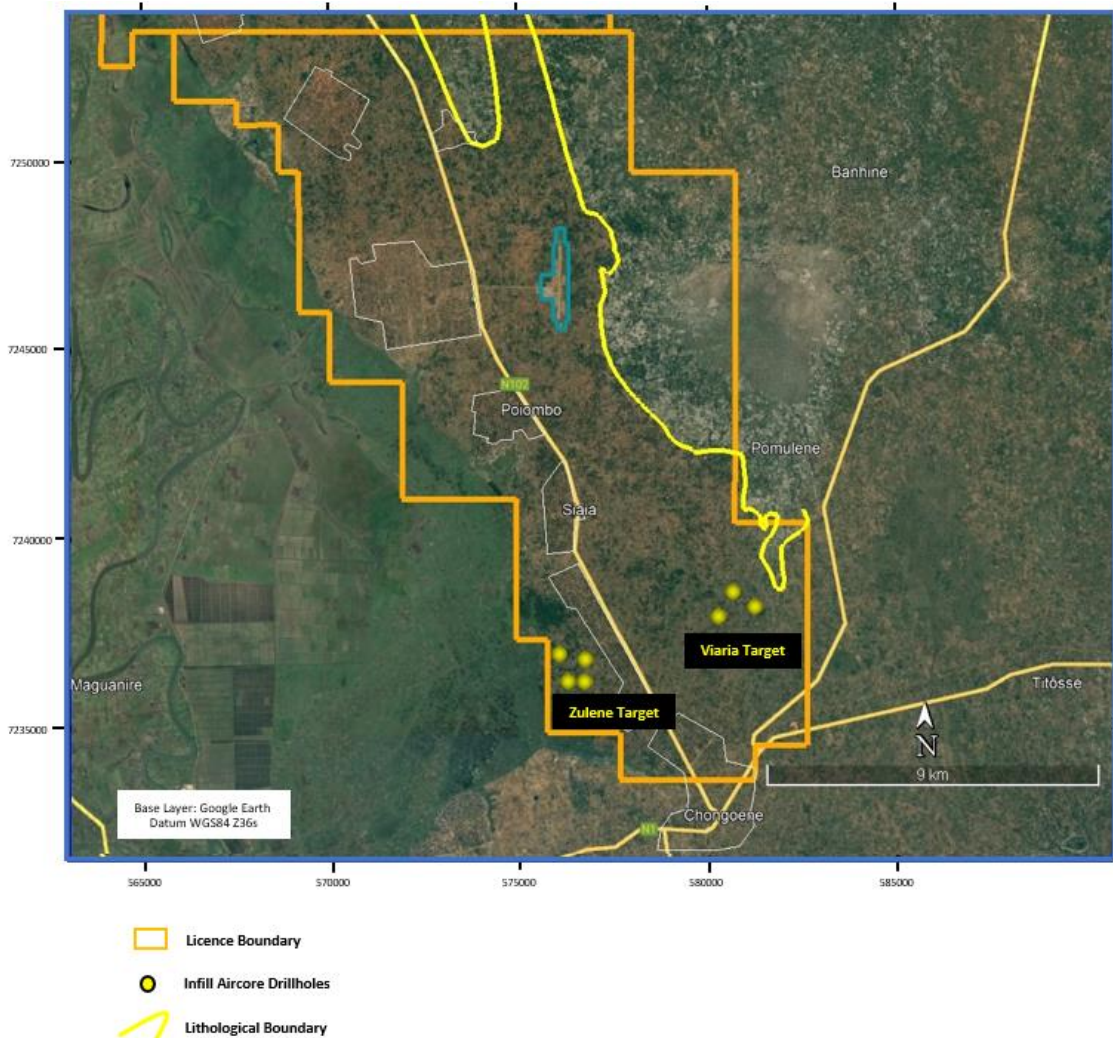 7250000
Banhine
7245000
N102
Poiombo
Pomulene
7240000
Siaia
Viaria Target
Maguanire
Titósse
Zulene Target
7235000
N
9 km
Base Layer: Google Earth
Datum WGS84 Z36s
Chongoene
N1
565000 570000 575000 580000 585000
Licence Boundary
Infill Aircore Drillholes
Lithological Boundary